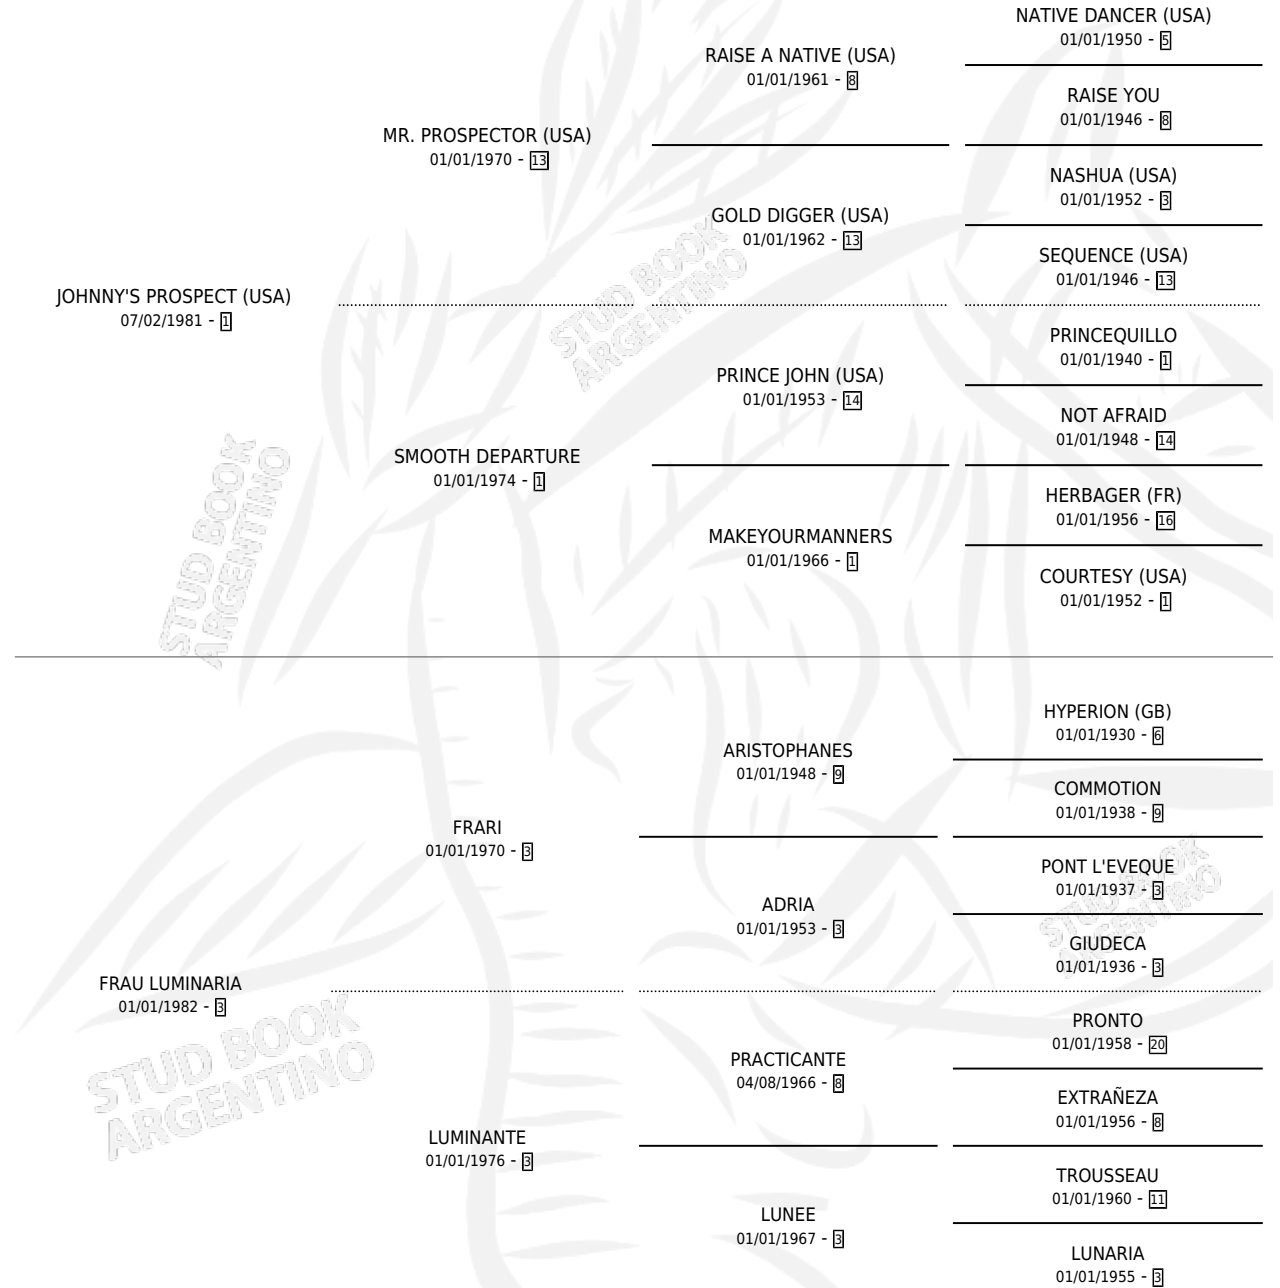 NATIVE DANCER (USA)
01/01/1950 - 5
RAISE A NATIVE (USA)
01/01/1961 - 8
RAISE YOU
01/01/1946 - 8
MR. PROSPECTOR (USA)
01/01/1970 - 13
NASHUA (USA)
01/01/1952 - 3
GOLD DIGGER (USA)
01/01/1962 - 13
SEQUENCE (USA)
01/01/1946 - 13
JOHNNY'S PROSPECT (USA)
07/02/1981 - 1
STUD BOOK
ARGENTINO
PRINCEQUILLO
01/01/1940 - 1
PRINCE JOHN (USA)
01/01/1953 - 14
NOT AFRAID
01/01/1948 - 14
SMOOTH DEPARTURE
01/01/1974 - 1
HERBAGER (FR)
01/01/1956 - 16
MAKEYOURMANNERS
01/01/1966 - 1
COURTESY (USA)
01/01/1952 - 1
STUD BOOK
ARGENTINO
HYPERION (GB)
01/01/1930 - 6
ARISTOPHANES
01/01/1948 - 9
COMMOTION
01/01/1938 - 9
FRARI
01/01/1970 - 3
PONT L'EVEQUE
01/01/1937 - 3
ADRIA
01/01/1953 - 3
GIUDECA
01/01/1936 - 3
STUD BOOK
ARGENTINO
FRAU LUMINARIA
01/01/1982 - 3
PRONTO
01/01/1958 - 20
PRACTICANTE
04/08/1966 - 8
EXTRAÑEZA
01/01/1956 - 8
STUD BOOK
ARGENTINO
LUMINANTE
01/01/1976 - 3
TROUSSEAU
01/01/1960 - 11
LUNEE
01/01/1967 - 3
LUNARIA
01/01/1955 - 3